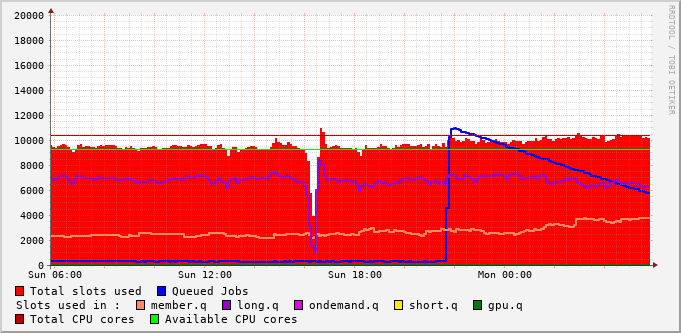 20000
18000
16000
14000
12000
10000
8000
6000
4000
2000
0
Sun 06:00 Sun 12:00 Sun 18:00 Mon 00:00
RRDTOOL / TOBI OETIKER
Total slots used Queued Jobs
Slots used in : member.q long.q ondemand.q short.q gpu.q
Total CPU cores Available CPU cores